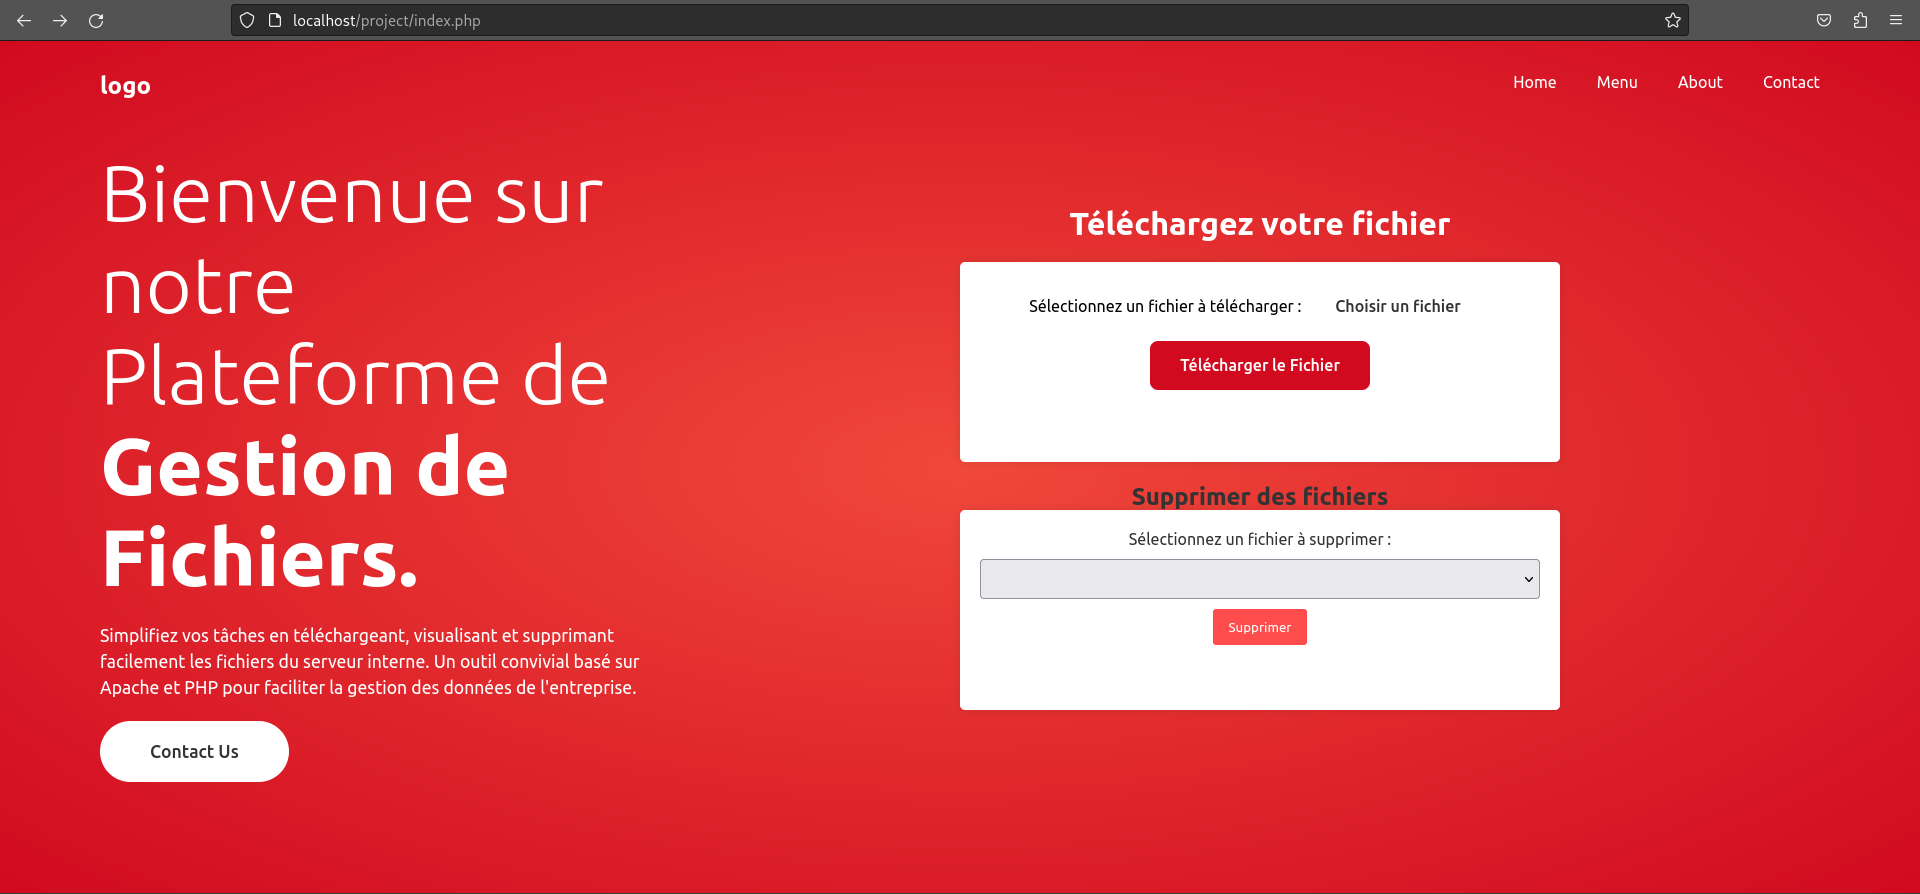 localhost/project/index.php
logo
Home
Menu
About
Contact
Bienvenue sur
notre
Plateforme de
Gestion de
Fichiers.
Simplifiez vos tâches en téléchargeant, visualisant et supprimant
facilement les fichiers du serveur interne. Un outil convivial basé sur
Apache et PHP pour faciliter la gestion des données de l'entreprise.
Contact Us
Téléchargez votre fichier
Sélectionnez un fichier à télécharger :
Choisir un fichier
Télécharger le Fichier
Supprimer des fichiers
Sélectionnez un fichier à supprimer :
Supprimer